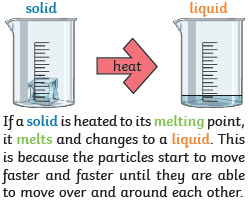 solid
liquid
heat
If a solid is heated to its melting point,
it melts and changes to a liquid. This
is because the particles start to move
faster and faster until they are able
to move over and around each other.